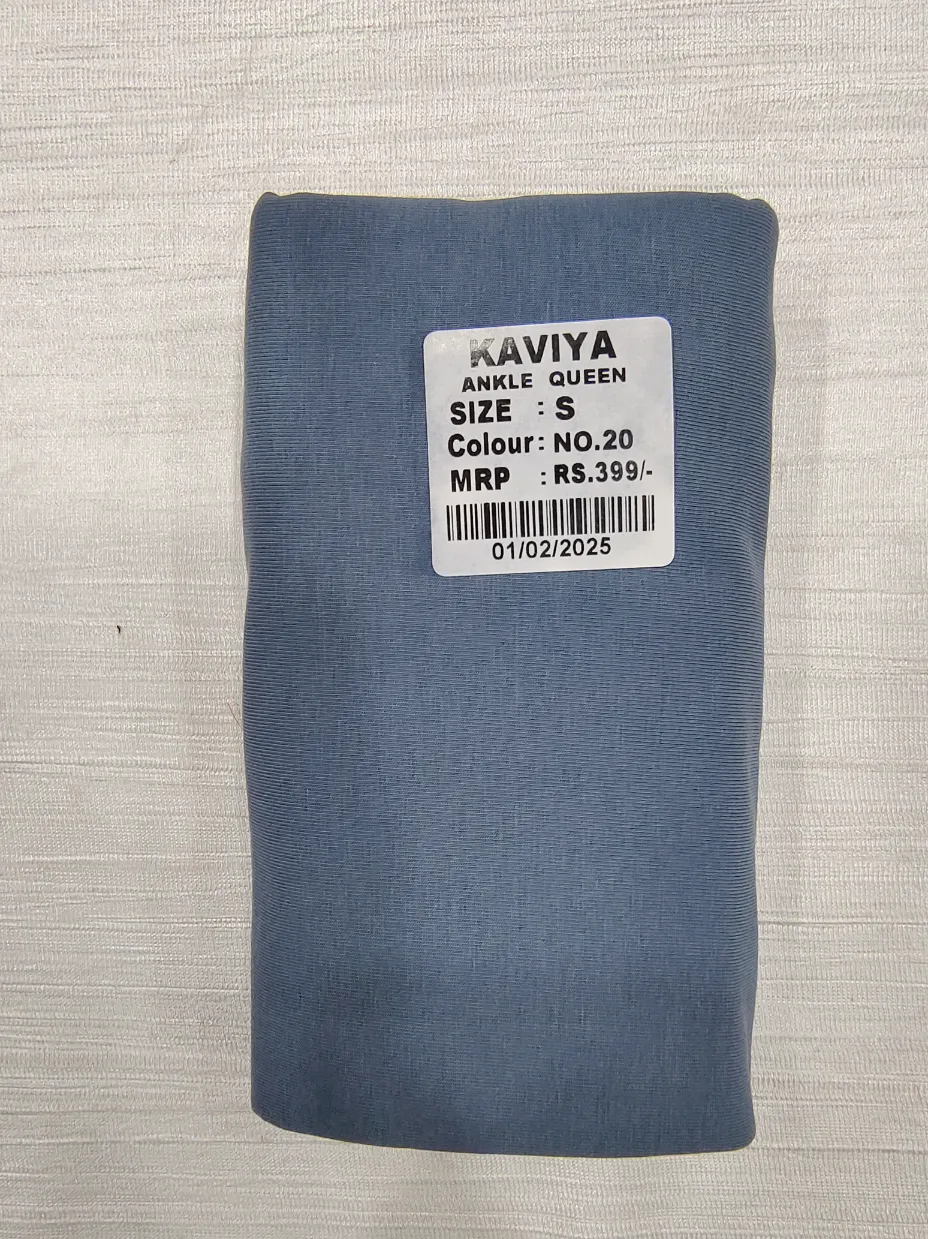 KAVIYA
ANKLE QUEEN
SIZE : S
Colour : NO.20
MRP : RS.399/-
01/02/2025